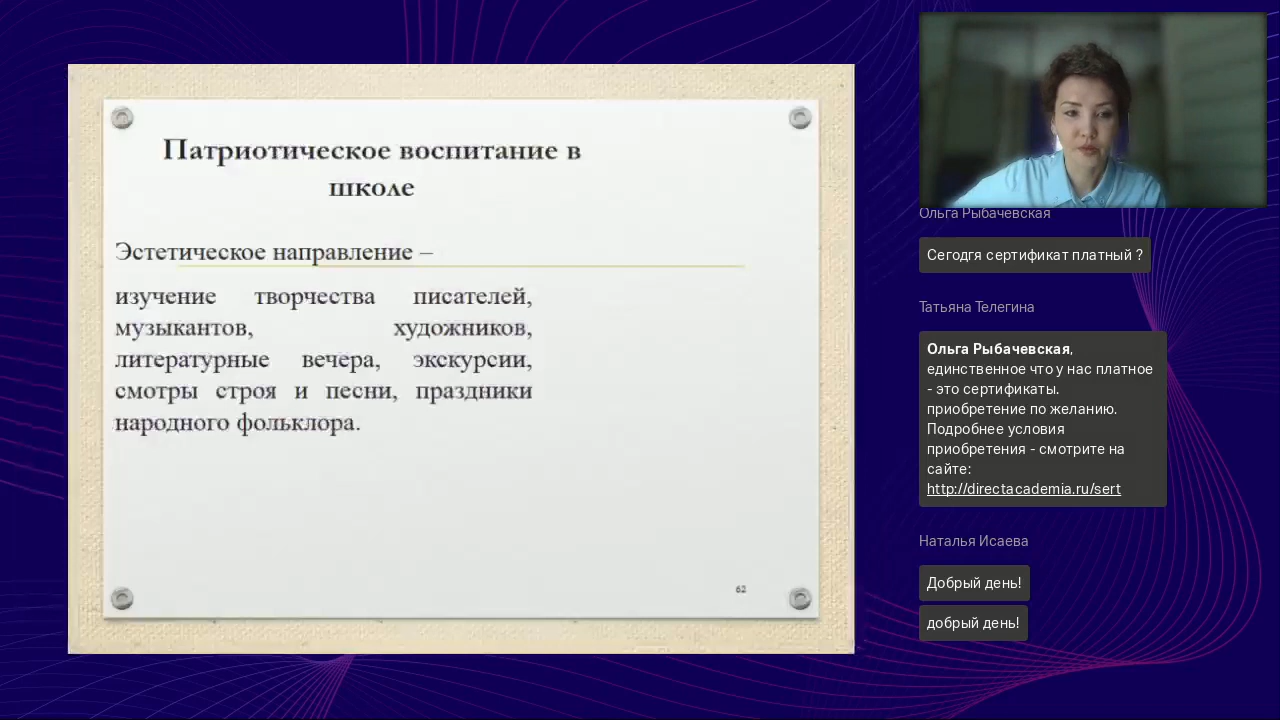 Патриотическое воспитание в
школе
Эстетическое направление –
изучение творчества писателей,
музыкантов, художников,
литературные вечера, экскурсии,
смотры строя и песни, праздники
народного фольклора.
62
Ольга Рыбачевская
Сегодгя сертификат платный ?
Татьяна Телегина
Ольга Рыбачевская,
единственное что у нас платное
- это сертификаты.
приобретение по желанию.
Подробнее условия
приобретения - смотрите на
сайте:
http://directacademia.ru/sert
Наталья Исаева
Добрый день!
добрый день!